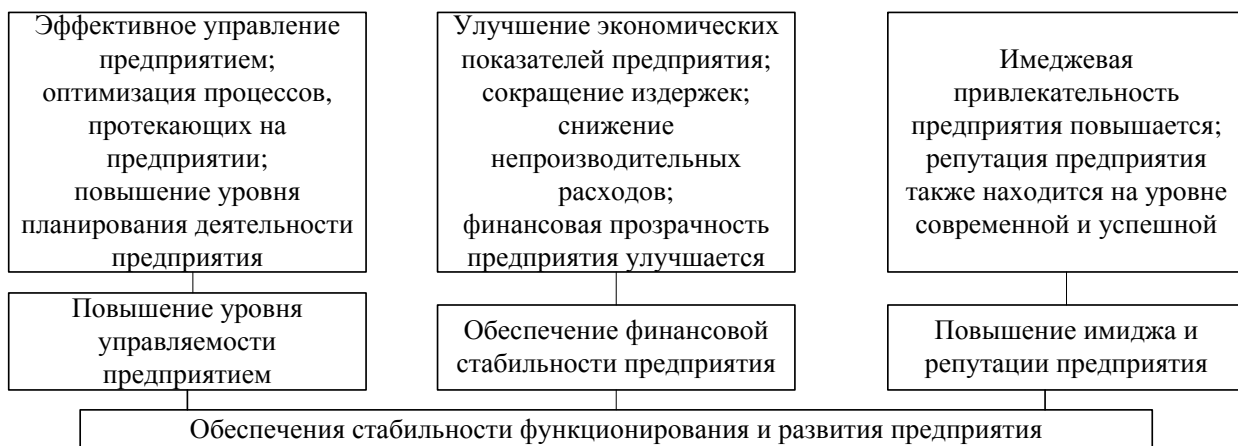 Эффективное управление
предприятием;
оптимизация процессов,
протекающих на
предприятии;
повышение уровня
планирования деятельности
предприятия
Улучшение экономических
показателей предприятия;
сокращение издержек;
снижение
непроизводительных
расходов;
финансовая прозрачность
предприятия улучшается
Имеджевая
привлекательность
предприятия повышается;
репутация предприятия
также находится на уровне
современной и успешной
Повышение уровня
управляемости
предприятием
Обеспечение финансовой
стабильности предприятия
Повышение имиджа и
репутации предприятия
Обеспечения стабильности функционирования и развития предприятия